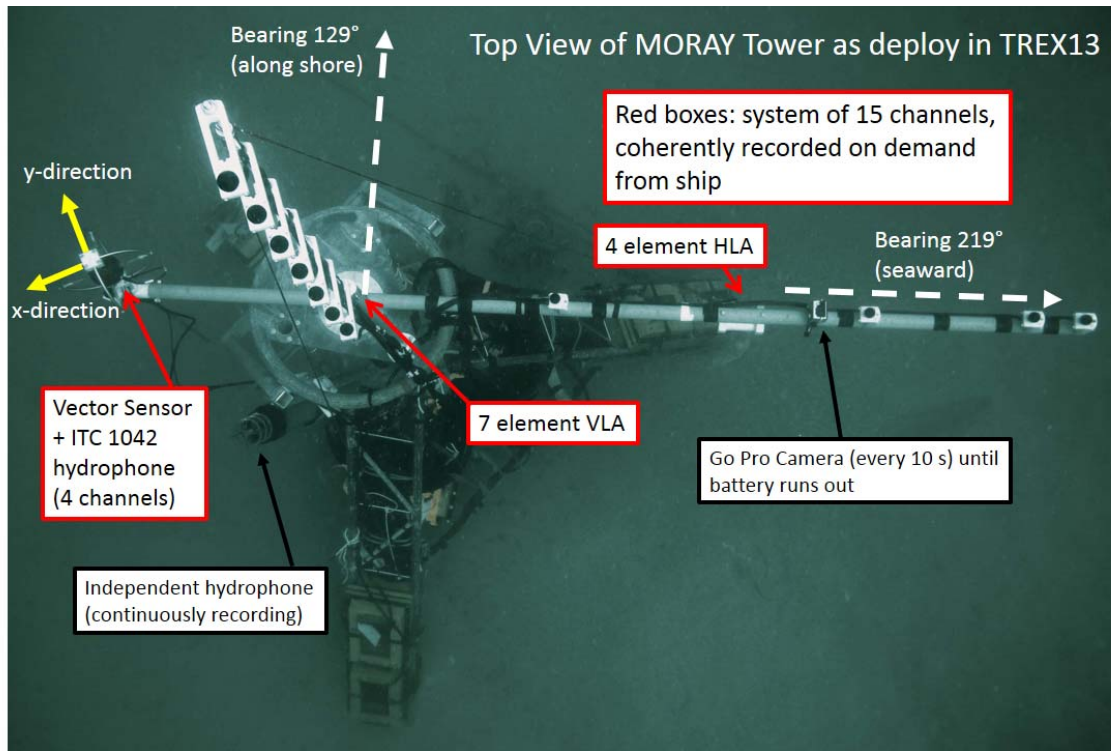 Bearing 129°
(along shore)
Top View of MORAY Tower as deploy in TREX13
Red boxes: system of 15 channels,
coherently recorded on demand
from ship
y-direction
4 element HLA
Bearing 219°
(seaward)
x-direction
Vector Sensor
+ ITC 1042
hydrophone
(4 channels)
7 element VLA
Go Pro Camera (every 10 s) until
battery runs out
Independent hydrophone
(continuously recording)